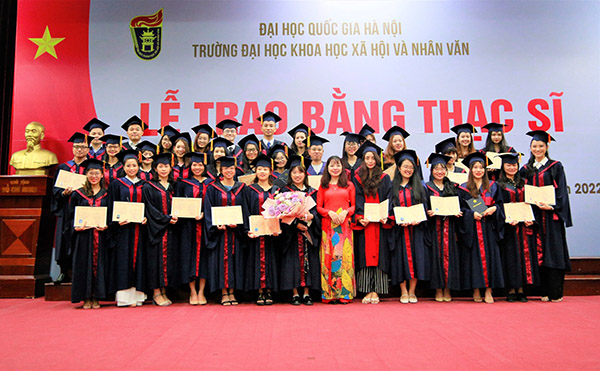 ĐẠI HỌC QUỐC GIA HÀ NỘI
TRƯỜNG ĐẠI HỌC KHOA HỌC XÃ HỘI VÀ NHÂN VĂN
LỄ TRAO BẰNG THẠC SĨ
2022